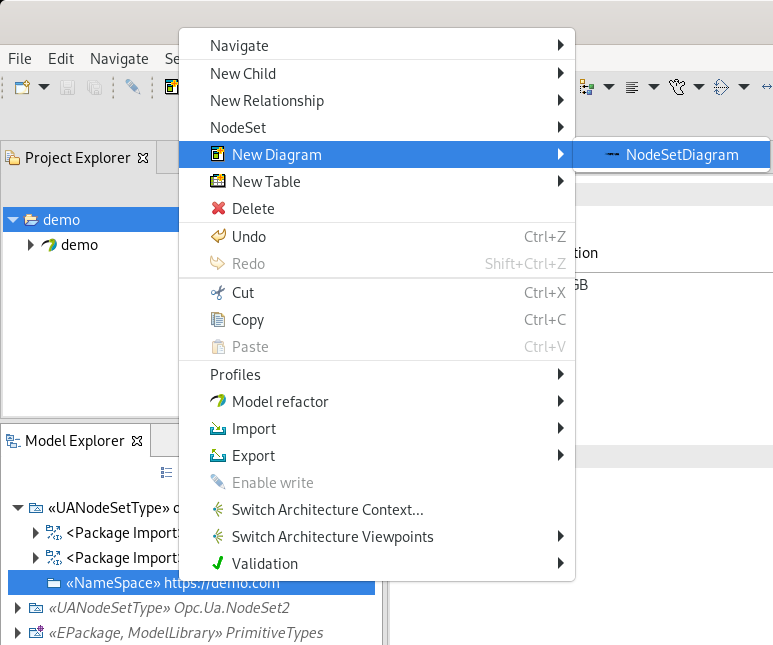 File Edit Navigate Se
Navigate
New Child
New Relationship
NodeSet
New Diagram
NodeSetDiagram
New Table
Delete
Undo Ctrl+Z
Redo Shift+Ctrl+Z
Cut Ctrl+X
Copy Ctrl+C
Paste Ctrl+V
Profiles
Model refactor
Import
Export
Enable write
Switch Architecture Context...
Switch Architecture Viewpoints
Validation
Project Explorer
demo
demo
tion
GB
Model Explorer
«UANodeSetType» d
<Package Import>
<Package Import>
«NameSpace» https://demo.com
«UANodeSetType» Opc.Ua.NodeSet2
«EPackage, ModelLibrary» PrimitiveTypes